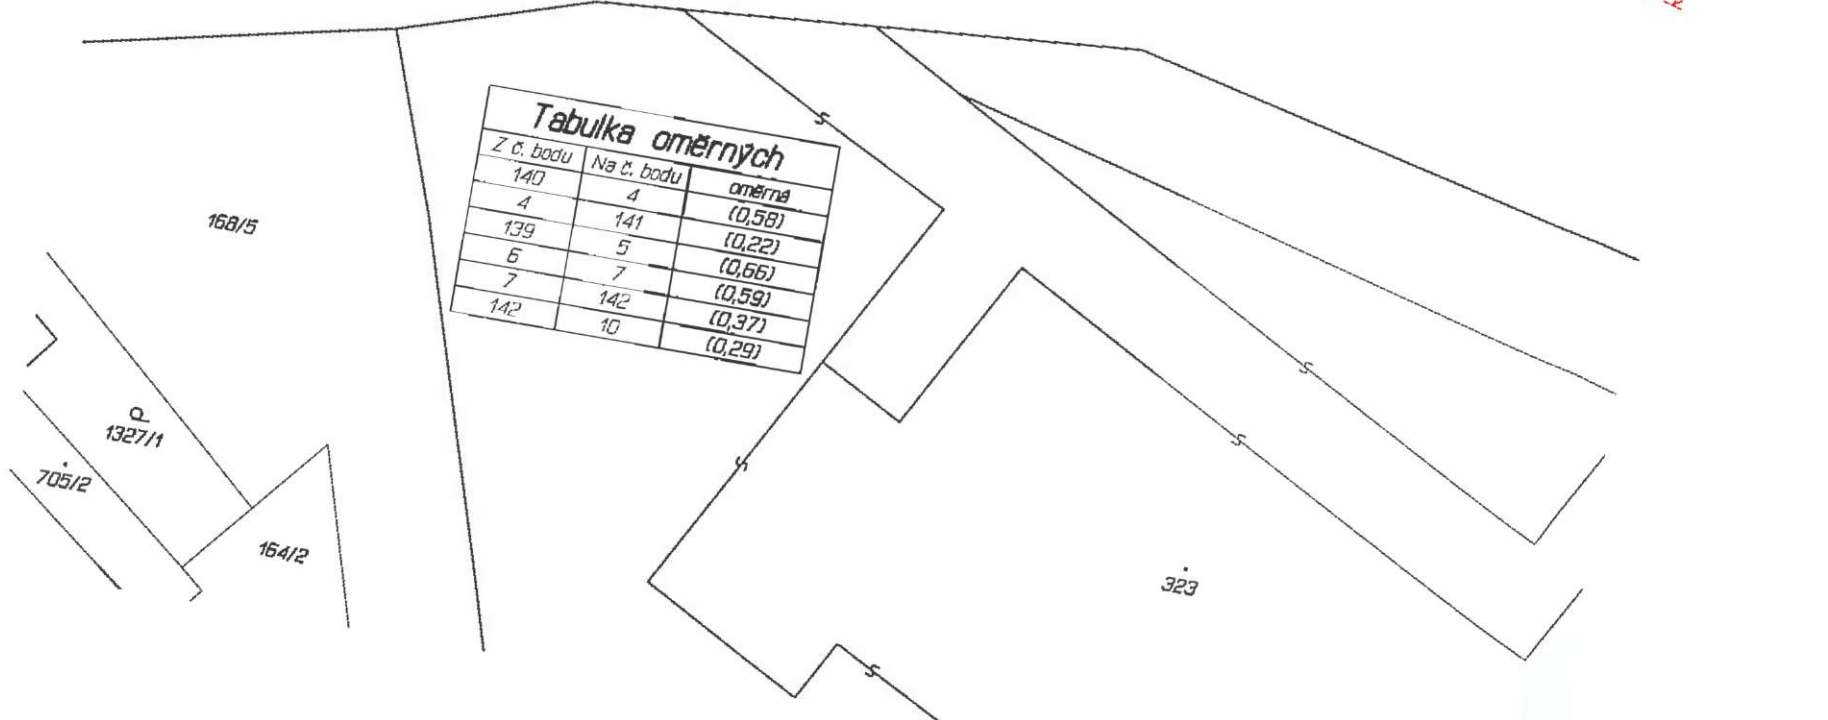 Tabulka oměrných
Z č. bodu Na č. bodu oměrná
140 4 (0,58)
4 141 (0,22)
139 5 (0,66)
6 7 (0,59)
7 142 (0,37)
142 10 (0,29)
168/5
P
1327/1
705/2
164/2
323
S
S
S
S
S